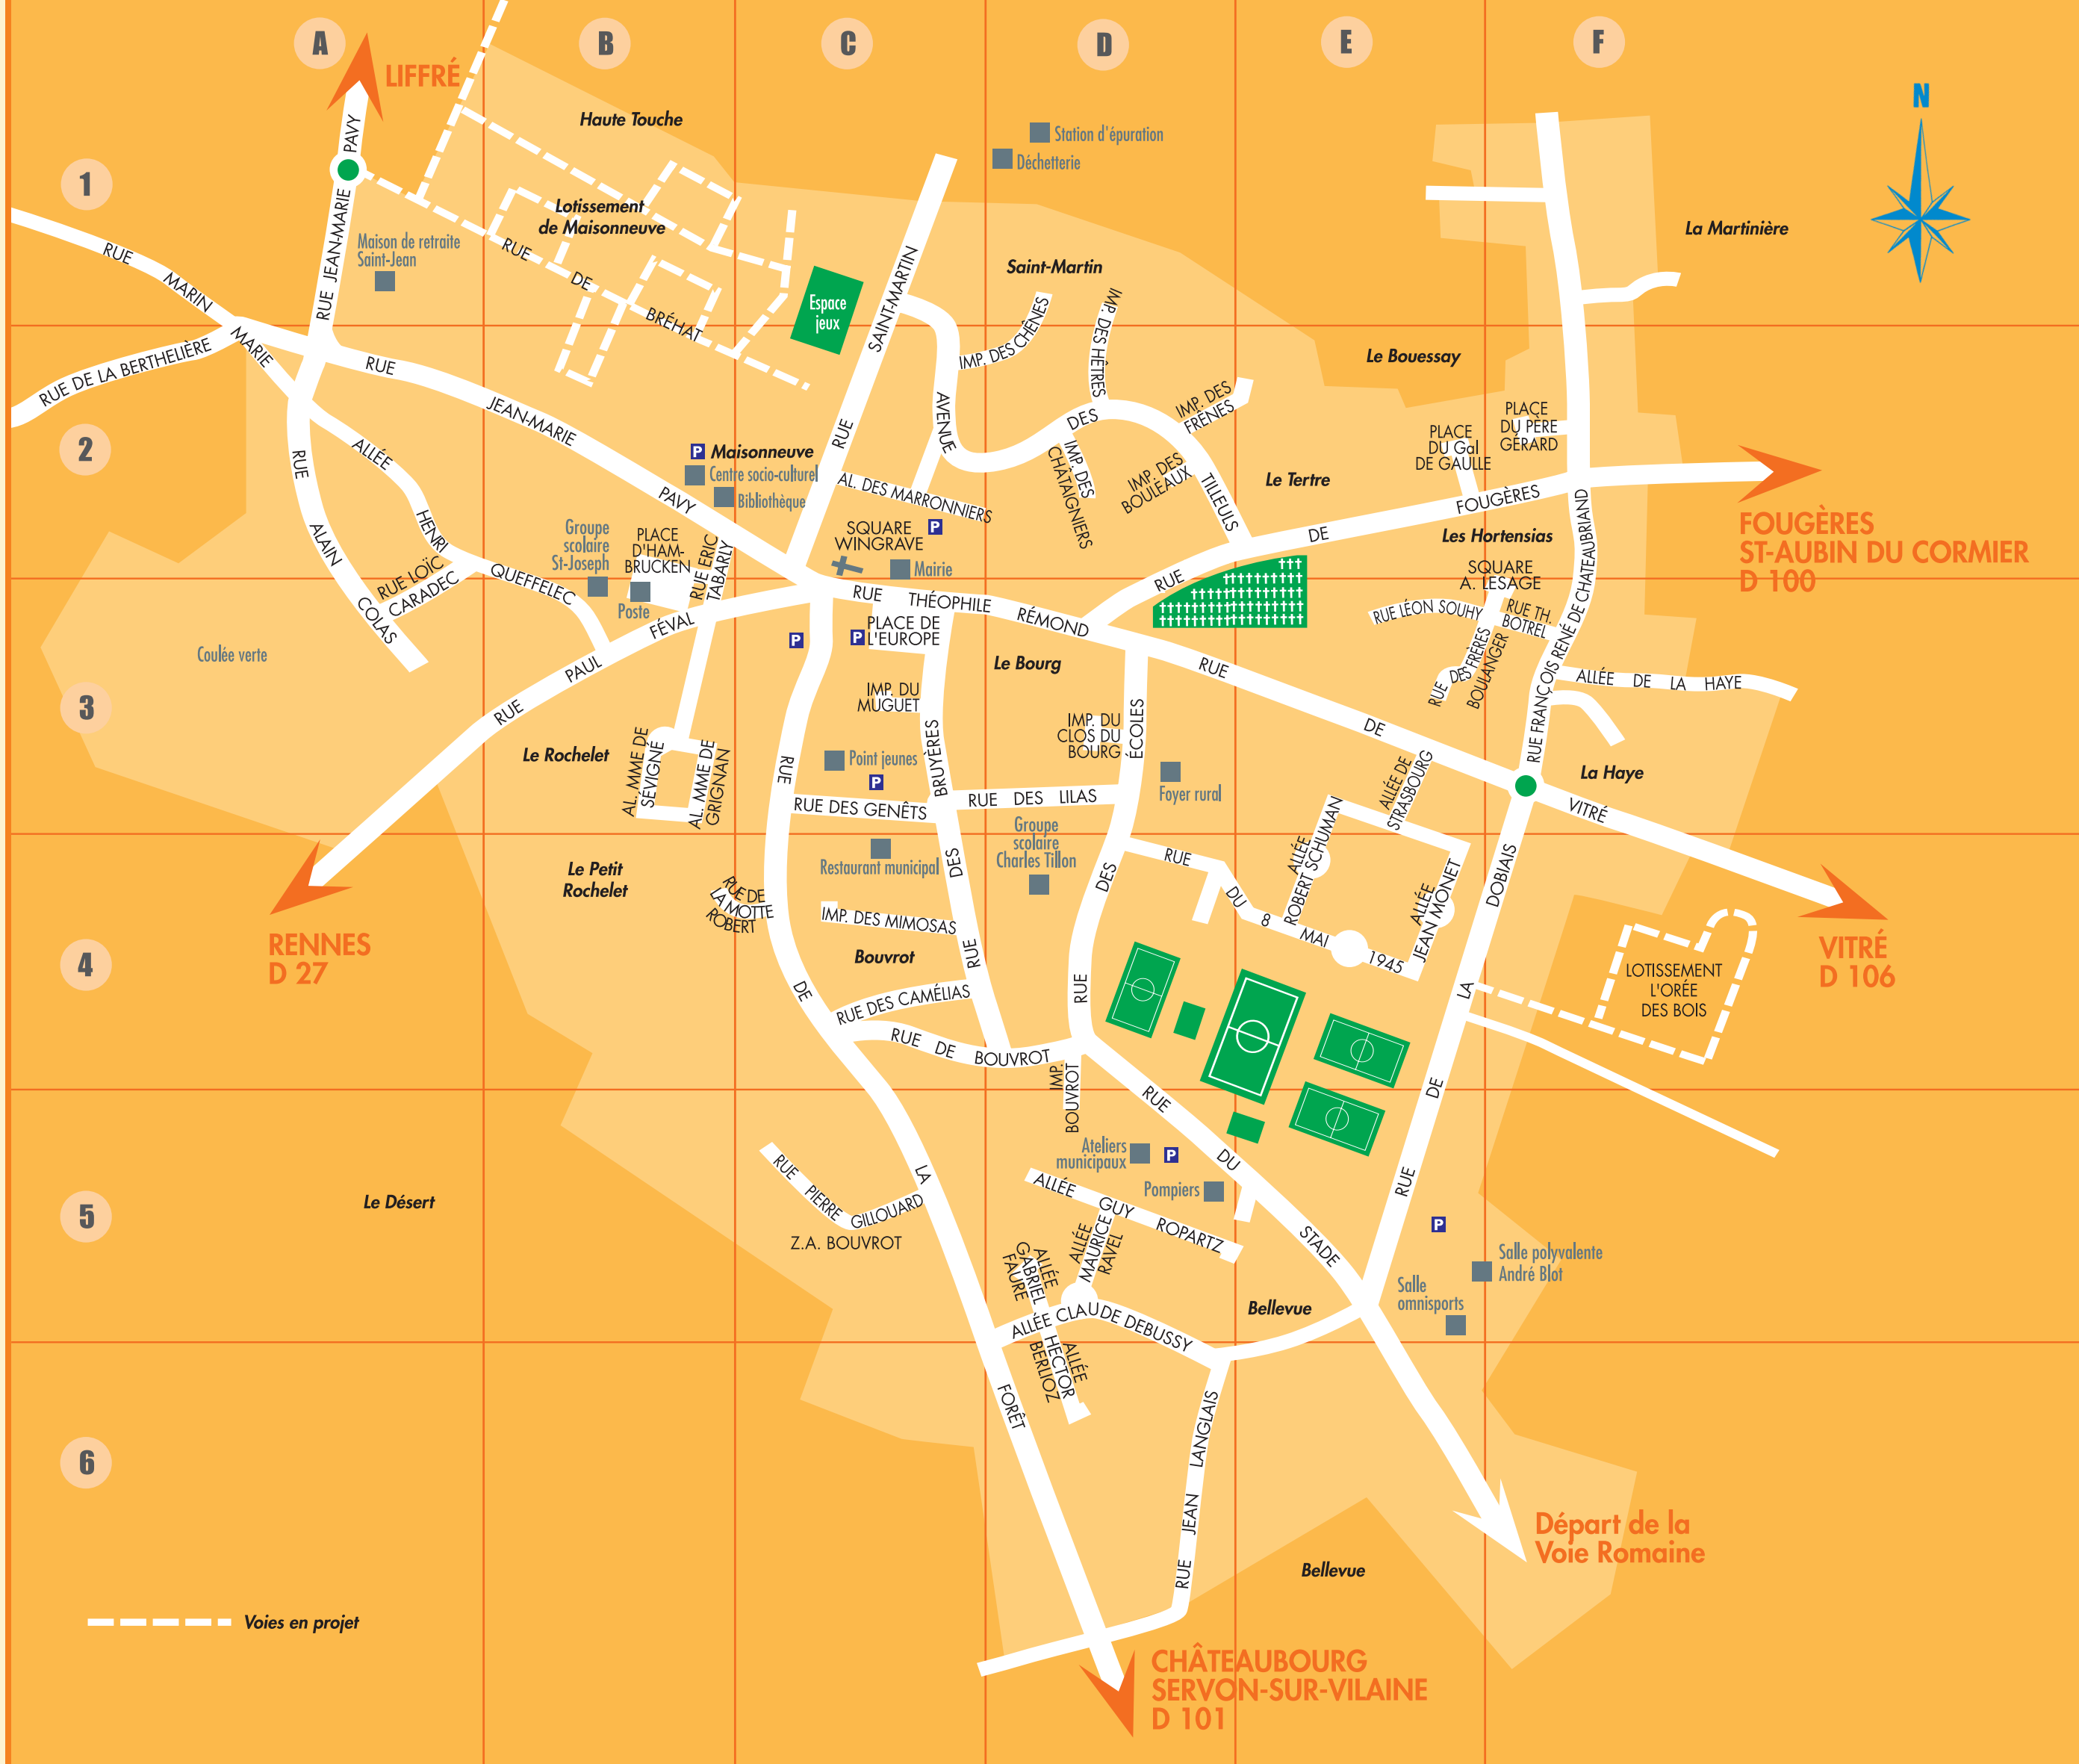 A
B
C
D
E
F
1
2
3
4
5
6
N
LIFFRÉ
Haute Touche
Station d'épuration
Déchetterie
RUE JEAN-MARIE PAVY
Lotissement
de Maisonneuve
La Martinière
Maison de retraite
Saint-Jean
RUE MARIN MARIE
RUE DE BRÉHAT
Saint-Martin
Espace
jeux
RUE SAINT-MARTIN
IMP. DES CHÊNES
IMP. DES HÊTRES
RUE DE LA BERTHELIÈRE
RUE JEAN-MARIE PAVY
Le Bouessay
AVENUE DES TILLEULS
IMP. DES
FRÊNES
PLACE
DU PÈRE
GÉRARD
PLACE
DU Gal
DE GAULLE
RUE ALAIN COLAS
ALLÉE HENRI QUEFFELEC
Maisonneuve
P
Centre socio-culturel
Bibliothèque
AL. DES MARRONNIERS
IMP. DES
CHÂTAIGNIERS
IMP. DES
BOULEAUX
Le Tertre
RUE DE FOUGÈRES
FOUGÈRES
ST-AUBIN DU CORMIER
D 100
Groupe
scolaire
St-Joseph
PLACE
D'HAM-
BRUCKEN
RUE ERIC
TABARLY
SQUARE
WINGRAVE
P
Mairie
Les Hortensias
SQUARE
A. LESAGE
RUE LOÏC
CARADEC
Poste
RUE THÉOPHILE RÉMOND
RUE LÉON SOUHY
RUE TH.
BOTREL
RUE FRANÇOIS RENÉ DE CHATEAUBRIAND
Coulée verte
RUE PAUL FÉVAL
P
P
PLACE DE
L'EUROPE
Le Bourg
RUE DE VITRÉ
RUE DES FRÈRES
BOULANGER
ALLÉE DE LA HAYE
IMP. DU
MUGUET
IMP. DU
CLOS DU
BOURG
RUE DES ÉCOLES
Le Rochelet
AL. MME DE
SÉVIGNÉ
AL. MME DE
GRIGNAN
Point jeunes
P
RUE DES BRUYÈRES
Foyer rural
ALLÉE DE
STRASBOURG
La Haye
RUE DES GENÊTS
RUE DES LILAS
Groupe
scolaire
Charles Tillon
Restaurant municipal
Le Petit
Rochelet
RUE DE
LA MOTTE
ROBERT
IMP. DES MIMOSAS
RUE DU 8 MAI 1945
ALLÉE
ROBERT SCHUMAN
ALLÉE
JEAN MONET
RUE DE LA DOBIAIS
RENNES
D 27
VITRÉ
D 106
Bouvrot
LOTISSEMENT
L'ORÉE
DES BOIS
RUE DES CAMÉLIAS
RUE DE BOUVROT
IMP.
BOUVROT
RUE DE LA FORÊT
RUE DU STADE
Ateliers
municipaux
P
Pompiers
Le Désert
RUE PIERRE GILLOUARD
Z.A. BOUVROT
ALLÉE GUY ROPARTZ
ALLÉE
MAURICE
RAVEL
ALLÉE
GABRIEL
FAURE
P
Salle polyvalente
André Blot
Salle
omnisports
ALLÉE CLAUDE DEBUSSY
Bellevue
ALLÉE
HECTOR
BERLIOZ
RUE JEAN LANGLAIS
Départ de la
Voie Romaine
Bellevue
Voies en projet
CHÂTEAUBOURG
SERVON-SUR-VILAINE
D 101